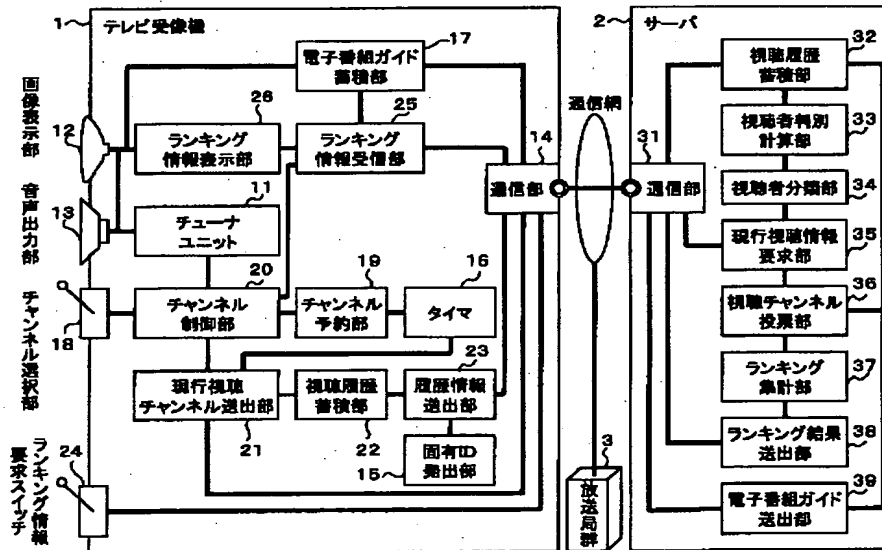 1
テレビ受像機
電子番組ガイド
蓄積部
17
画像表示部
12
26
ランキング
情報表示部
25
ランキング
情報受信部
14
通信部
音声出力部
13
11
チューナ
ユニット
チャンネル選択部
18
20
チャンネル
制御部
19
チャンネル
予約部
16
タイマ
現行視聴
チャンネル送出部
21
視聴履歴
蓄積部
22
23
履歴情報
送出部
15
固有ID
発出部
ランキング情報
要求スイッチ
24
通信網
3
放送局群
2
サーバ
31
通信部
32
視聴履歴
蓄積部
33
視聴者判別
計算部
34
視聴者分類部
35
現行視聴情報
要求部
36
視聴チャンネル
投票部
37
ランキング
集計部
38
ランキング結果
送出部
39
電子番組ガイド
送出部